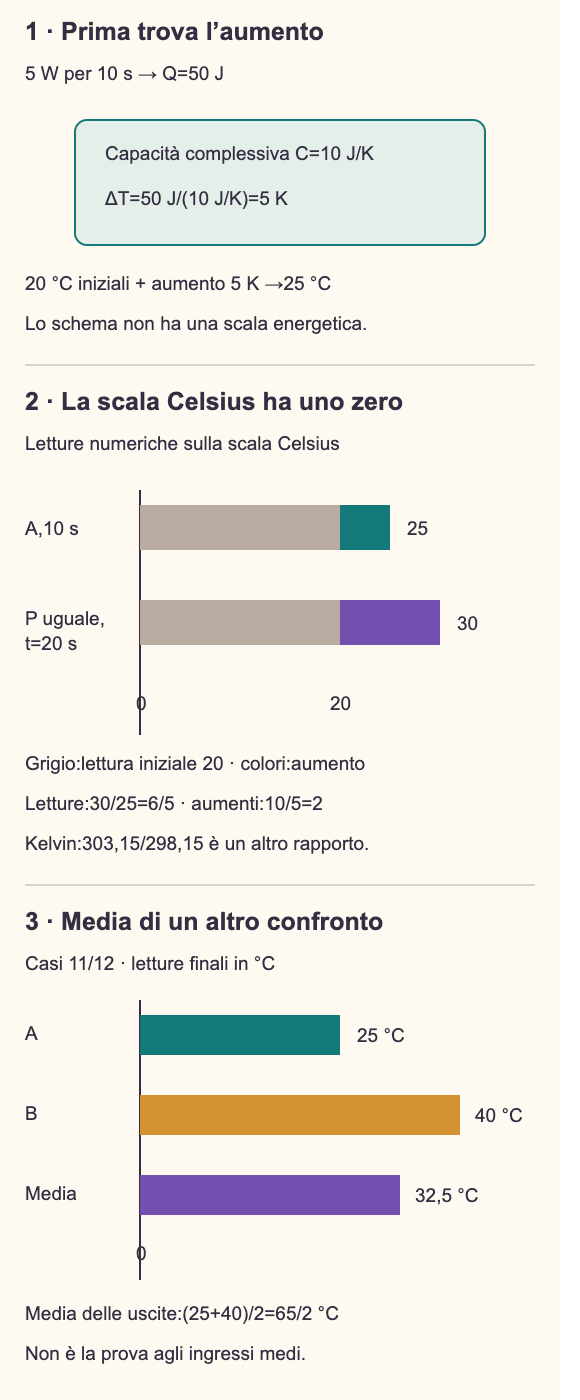 1 · Prima trova l’aumento
5 W per 10 s → Q=50 J
Capacità complessiva C=10 J/K
ΔT=50 J/(10 J/K)=5 K
20 °C iniziali + aumento 5 K →25 °C
Lo schema non ha una scala energetica.
2 · La scala Celsius ha uno zero
Letture numeriche sulla scala Celsius
A,10 s
25
P uguale,
t=20 s
30
0
20
Grigio:lettura iniziale 20 · colori:aumento
Letture:30/25=6/5 · aumenti:10/5=2
Kelvin:303,15/298,15 è un altro rapporto.
3 · Media di un altro confronto
Casi 11/12 · letture finali in °C
A
25 °C
B
40 °C
Media
32,5 °C
0
Media delle uscite:(25+40)/2=65/2 °C
Non è la prova agli ingressi medi.